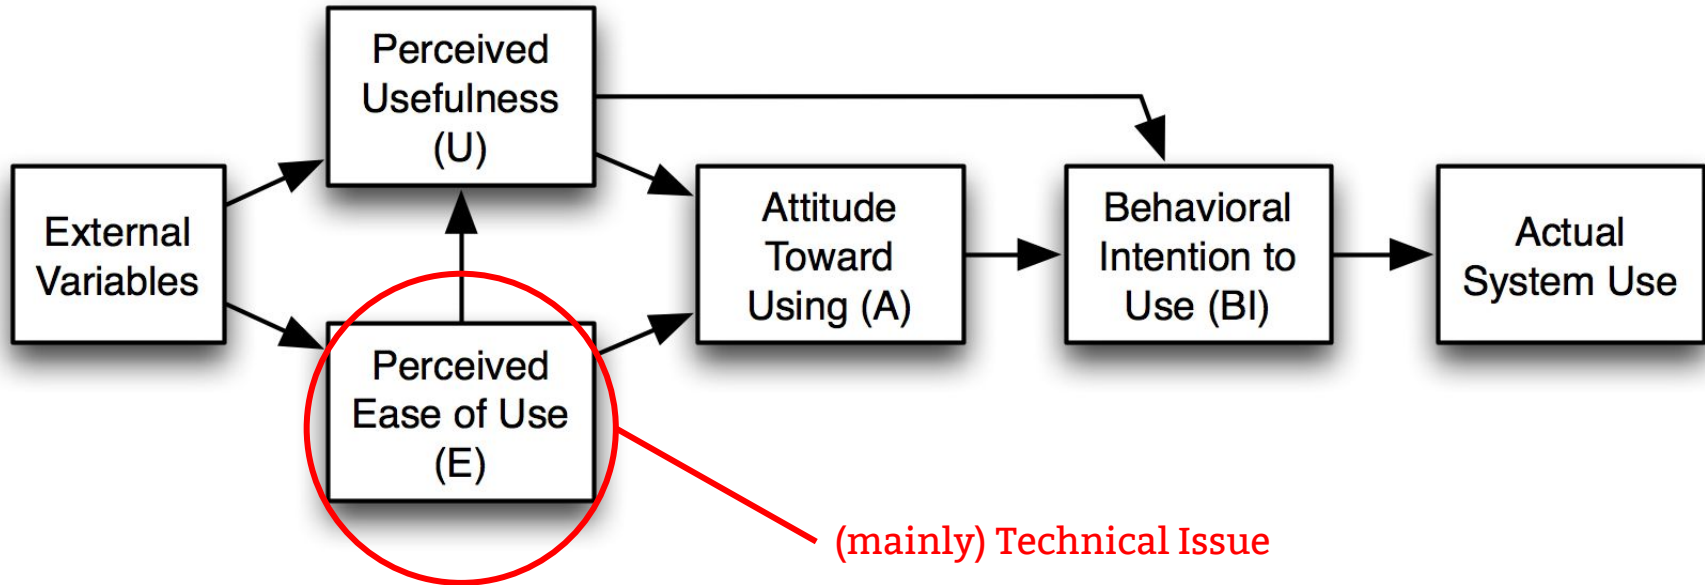 Perceived
Usefulness
(U)
External
Variables
Perceived
Ease of Use
(E)
Attitude
Toward
Using (A)
Behavioral
Intention to
Use (BI)
Actual
System Use
(mainly) Technical Issue